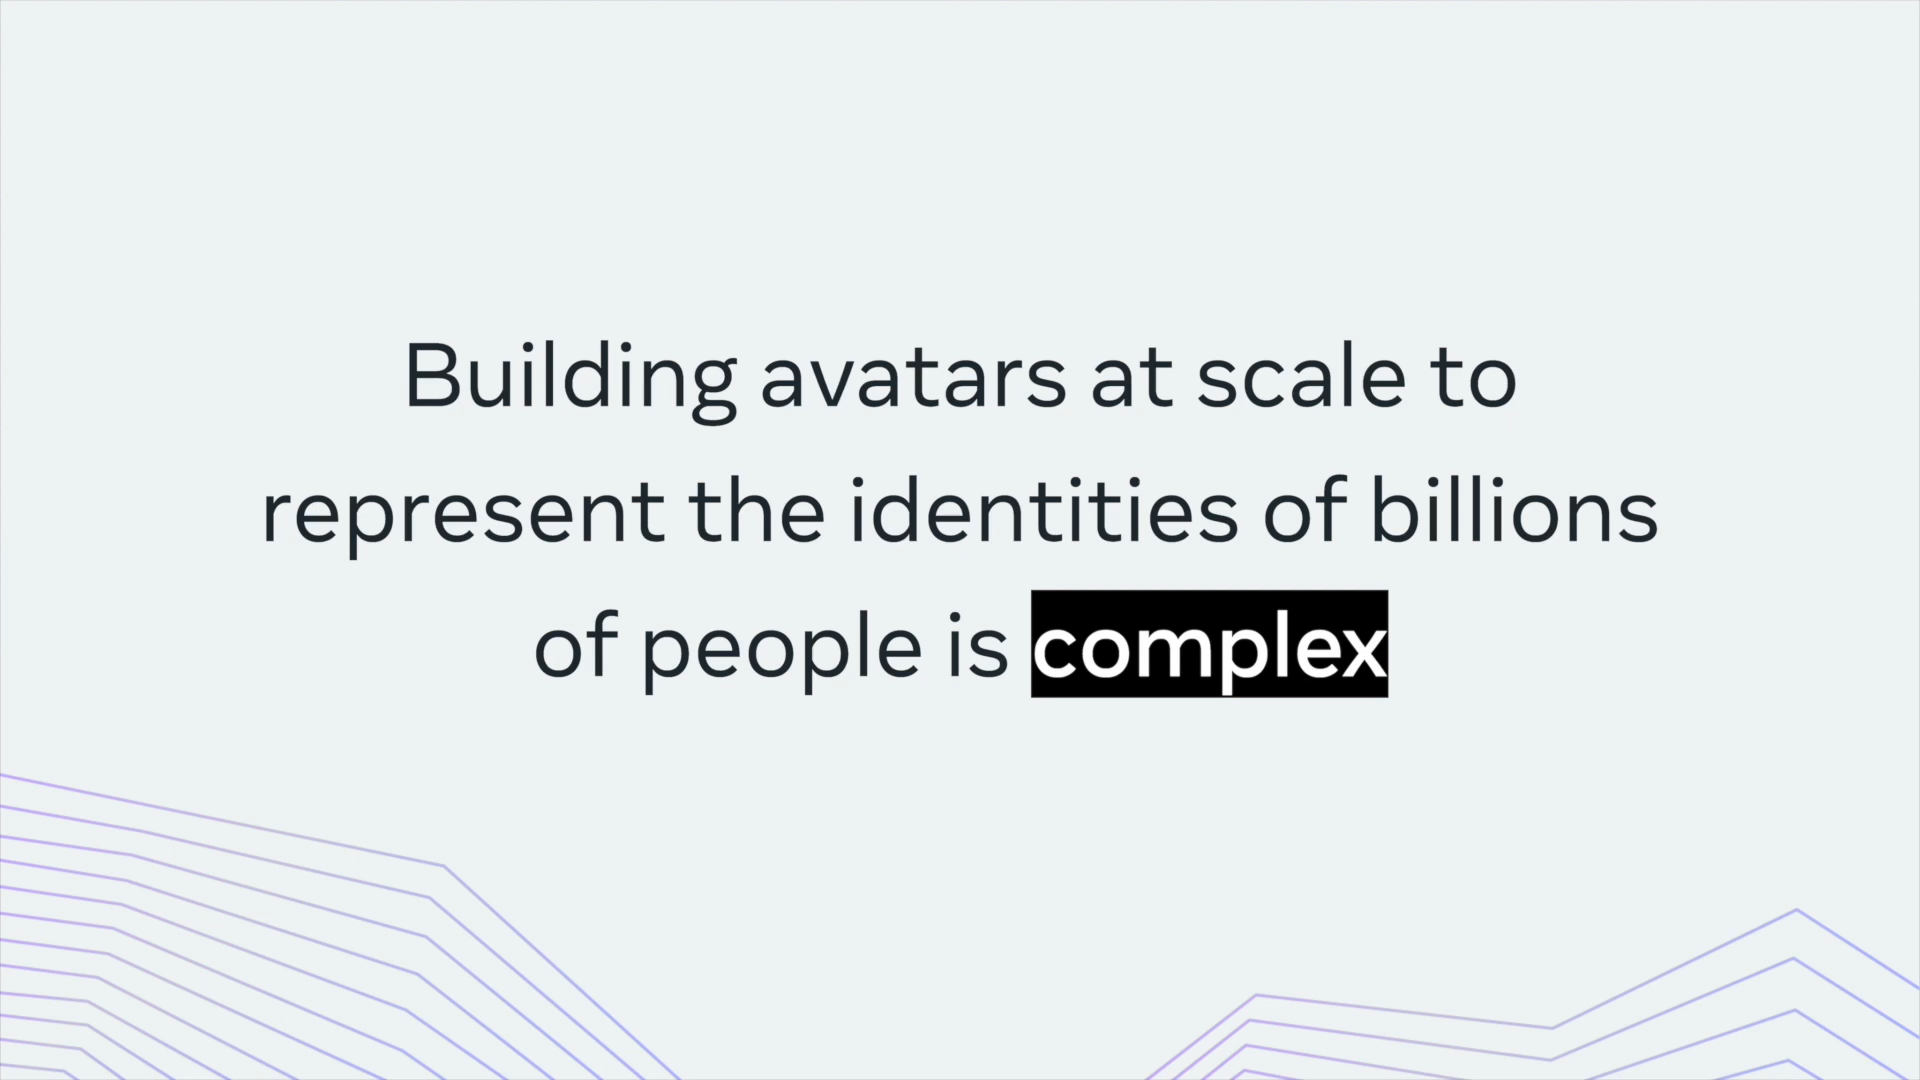 Building avatars at scale to
represent the identities of billions
of people is complex